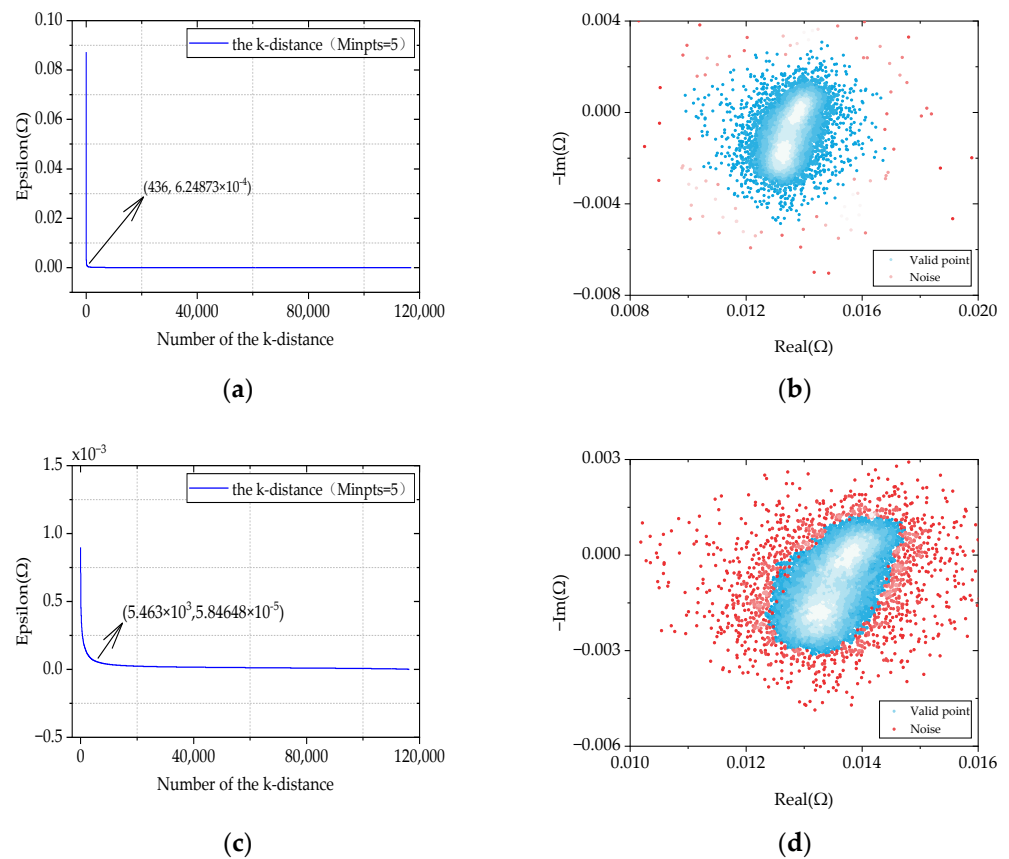 0.10
0.08
0.06
0.04
0.02
0.00
Epsilon(Ω)
the k-distance（Minpts=5）
(436, 6.24873×10⁻⁴)
0
40,000
80,000
120,000
Number of the k-distance
(a)
0.004
0.000
−0.004
−0.008
−Im(Ω)
Valid point
Noise
0.008
0.012
0.016
0.020
Real(Ω)
(b)
x10⁻³
1.5
1.0
0.5
0.0
−0.5
Epsilon(Ω)
the k-distance（Minpts=5）
(5.463×10³,5.84648×10⁻⁵)
0
40,000
80,000
120,000
Number of the k-distance
(c)
0.003
0.000
−0.003
−0.006
−Im(Ω)
Valid point
Noise
0.010
0.012
0.014
0.016
Real(Ω)
(d)